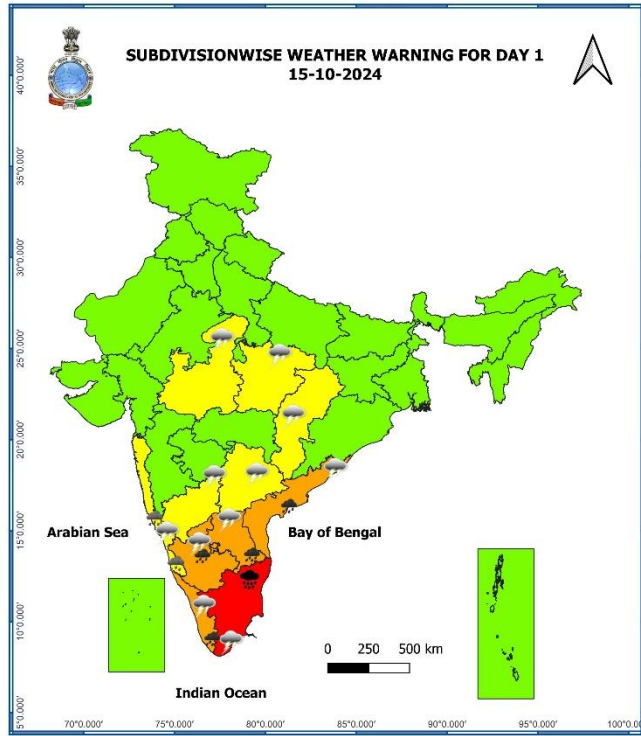 SUBDIVISIONWISE WEATHER WARNING FOR DAY 1
15-10-2024
40°0.000'
35°0.000'
30°0.000'
25°0.000'
20°0.000'
15°0.000'
10°0.000'
5°0.000'
Arabian Sea
Bay of Bengal
0 250 500 km
Indian Ocean
70°0.000' 75°0.000' 80°0.000' 85°0.000' 90°0.000' 95°0.000' 100°0.000'